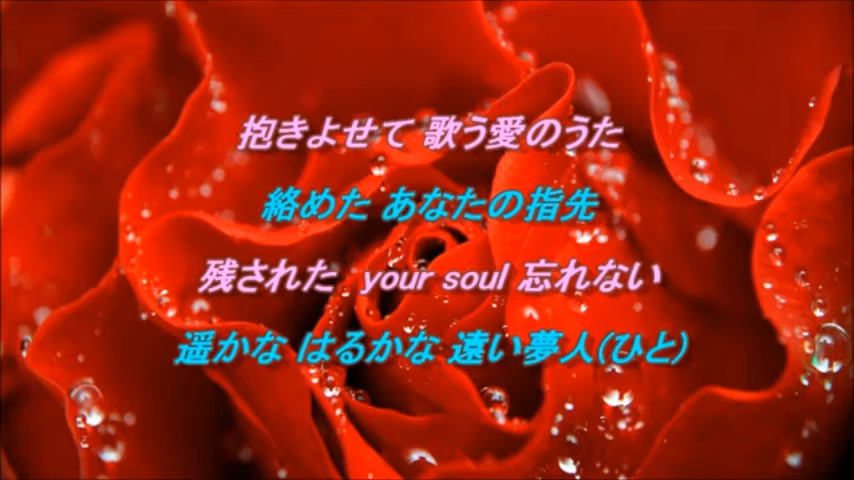 抱きよせて 歌う愛のうた
絡めた あなたの指先
残された　your soul 忘れない
遥かな はるかな 遠い夢人(ひと)